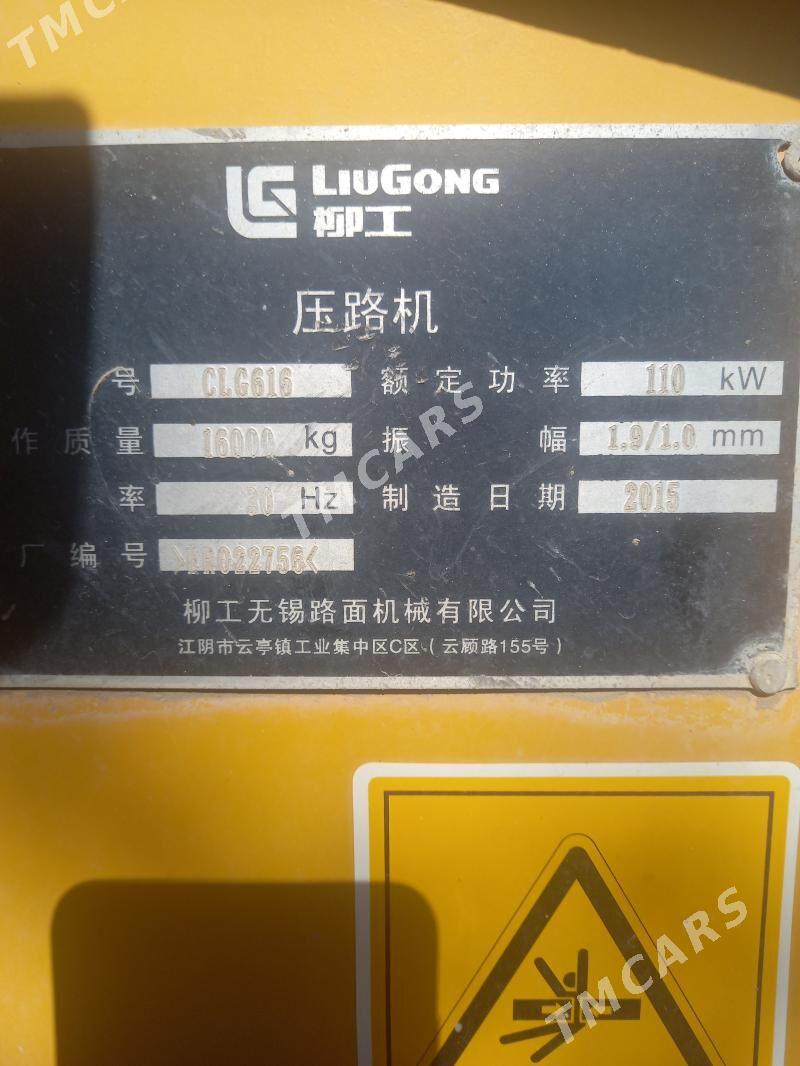 TMCARS
LIUGONG
柳工
压路机
号 CLG616 额定功率 110 kW
作质量 16000 kg 振幅 1.9/1.0 mm
率 30 Hz 制造日期 2015
厂编号
柳工无锡路面机械有限公司
江阴市云亭镇工业集中区C区(云顾路155号)
TMCARS
TMCARS